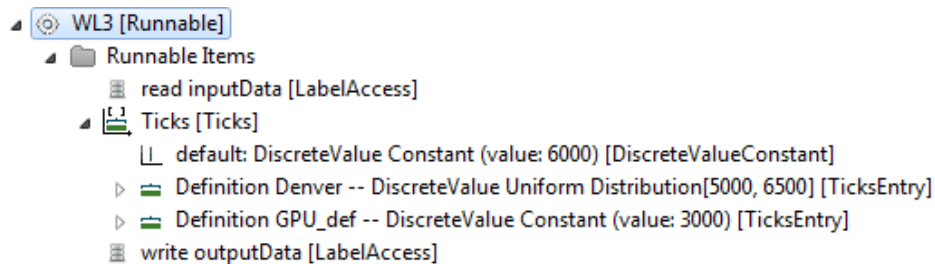 WL3 [Runnable]
Runnable Items
read inputData [LabelAccess]
Ticks [Ticks]
default: DiscreteValue Constant (value: 6000) [DiscreteValueConstant]
Definition Denver -- DiscreteValue Uniform Distribution[5000, 6500] [TicksEntry]
Definition GPU_def -- DiscreteValue Constant (value: 3000) [TicksEntry]
write outputData [LabelAccess]